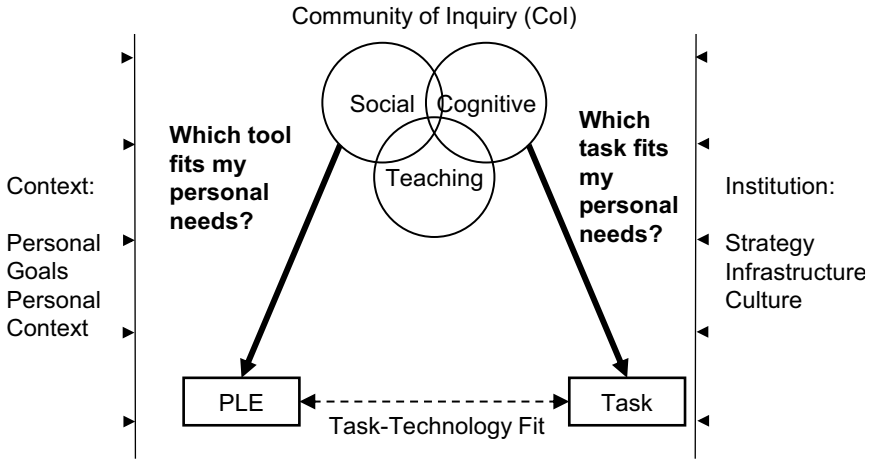 Community of Inquiry (CoI)
Social
Cognitive
Teaching
Which tool
fits my
personal
needs?
Which
task fits
my
personal
needs?
Context:
Personal
Goals
Personal
Context
Institution:
Strategy
Infrastructure
Culture
PLE
Task
Task-Technology Fit